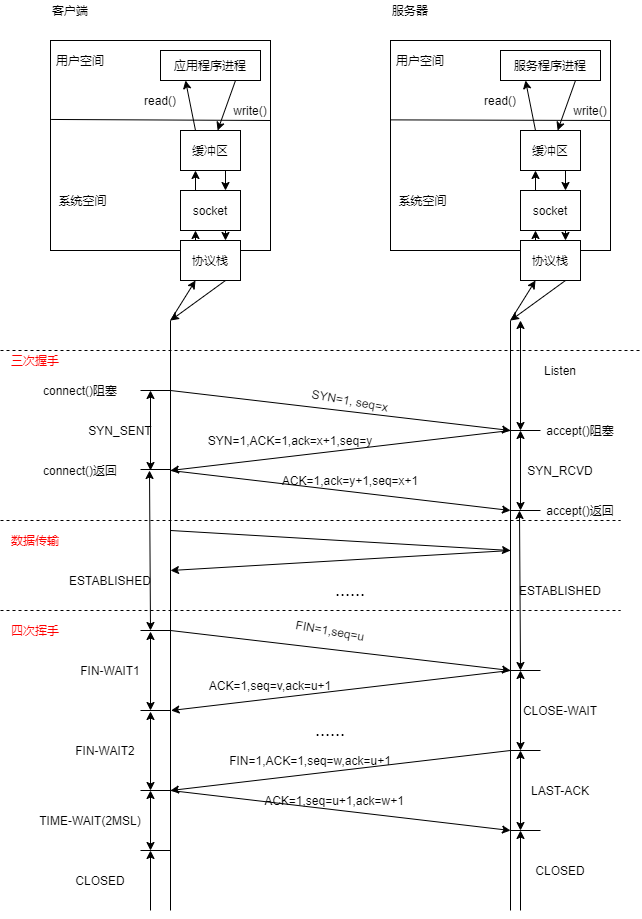 客户端
服务器
用户空间
应用程序进程
用户空间
服务程序进程
read()
write()
read()
write()
缓冲区
缓冲区
系统空间
socket
系统空间
socket
协议栈
协议栈
三次握手
Listen
connect()阻塞
SYN=1, seq=x
SYN_SENT
accept()阻塞
SYN=1,ACK=1,ack=x+1,seq=y
connect()返回
SYN_RCVD
ACK=1,ack=y+1,seq=x+1
accept()返回
数据传输
ESTABLISHED
......
ESTABLISHED
四次挥手
FIN=1,seq=u
FIN-WAIT1
ACK=1,seq=v,ack=u+1
CLOSE-WAIT
......
FIN-WAIT2
FIN=1,ACK=1,seq=w,ack=u+1
LAST-ACK
ACK=1,seq=u+1,ack=w+1
TIME-WAIT(2MSL)
CLOSED
CLOSED